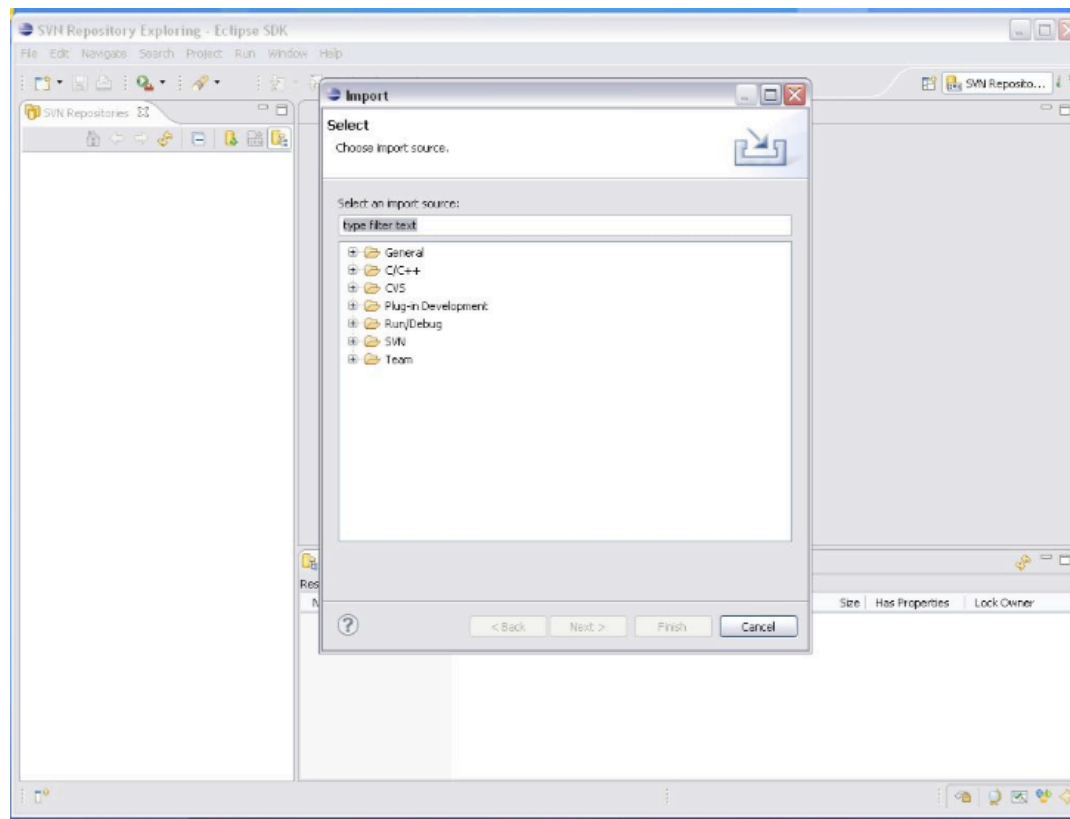 SVN Repository Exploring - Eclipse SDK
File Edit Navigate Search Project Run Window Help
SVN Reposito...
SVN Repositories
Import
Select
Choose import source.
Select an import source:
type filter text
General
C/C++
CVS
Plug-in Development
Run/Debug
SVN
Team
Res
Size Has Properties Lock Owner
< Back Next > Finish Cancel